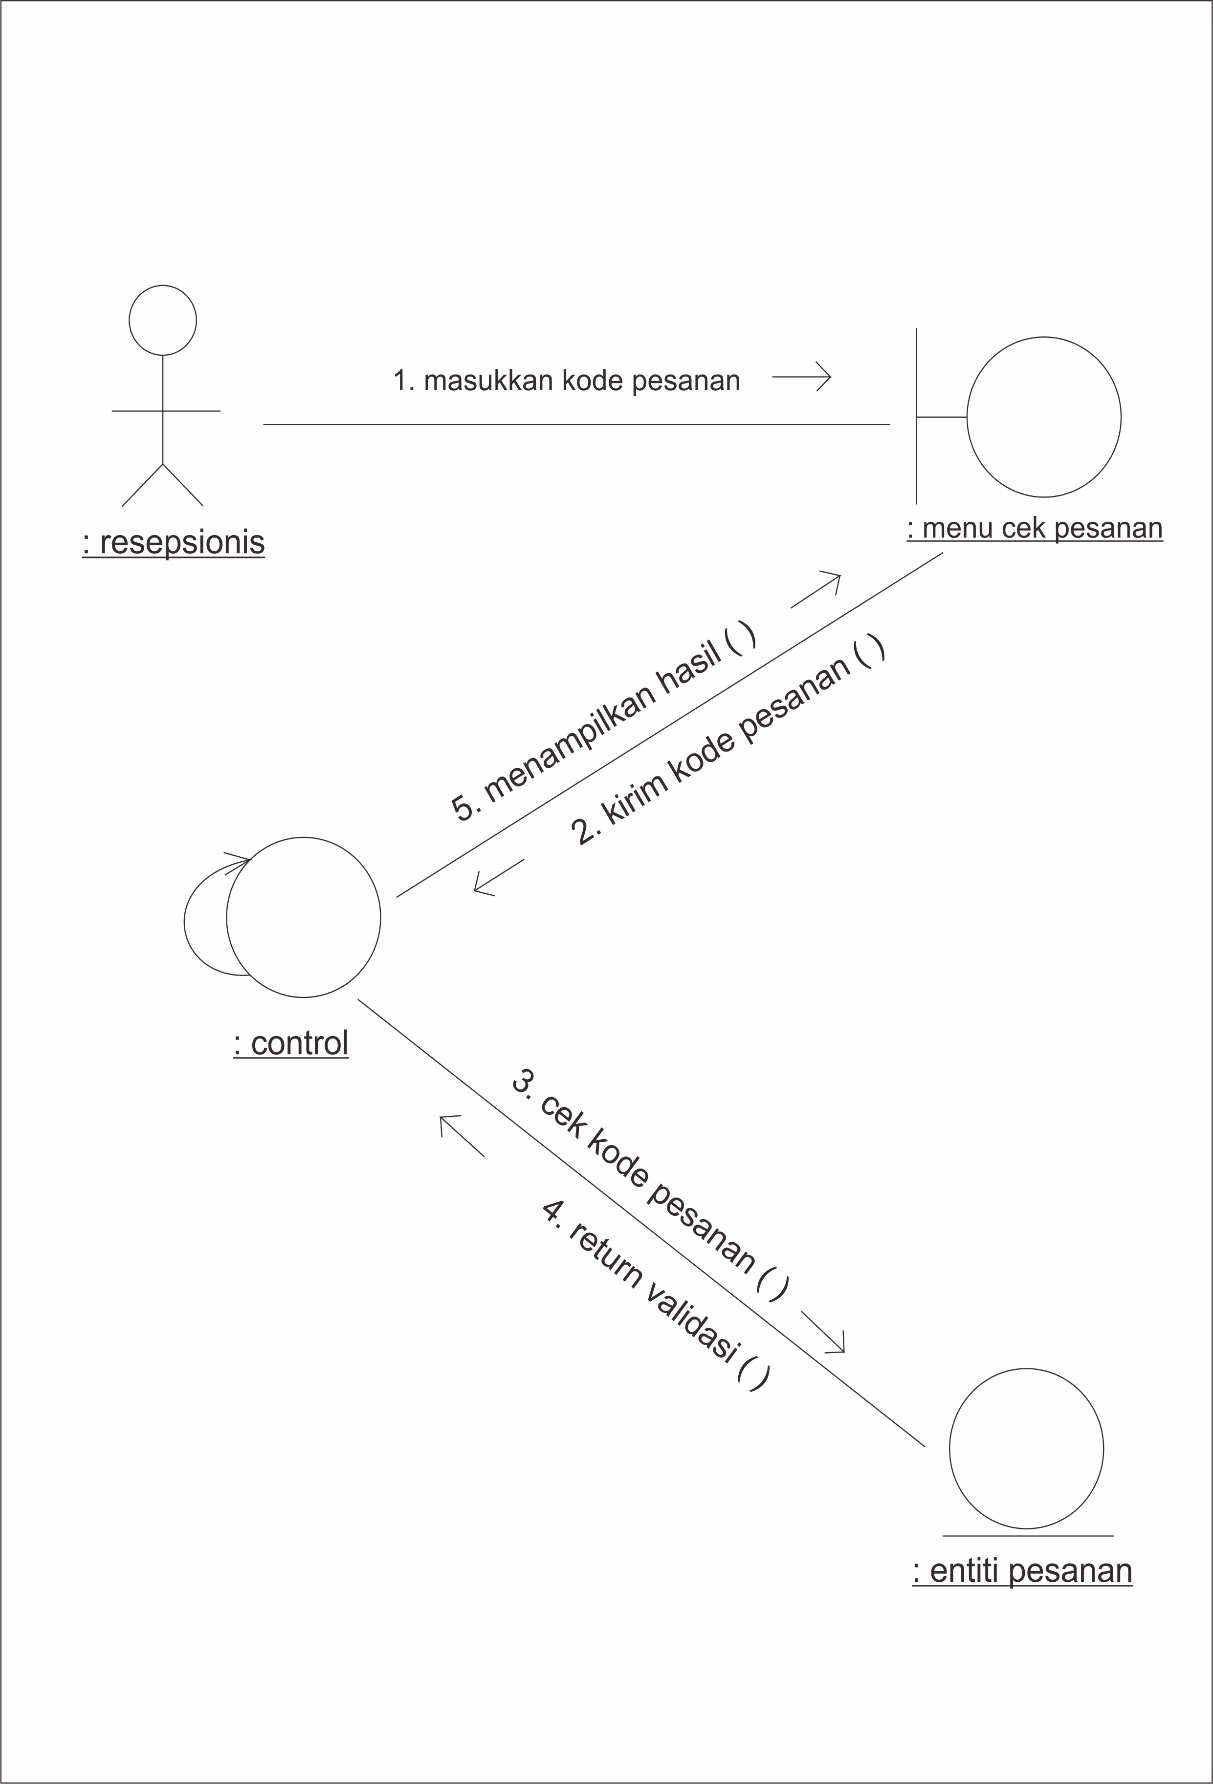 1. masukkan kode pesanan
: resepsionis
: menu cek pesanan
5. menampilkan hasil ( )
2. kirim kode pesanan ( )
: control
3. cek kode pesanan ( )
4. return validasi ( )
: entiti pesanan